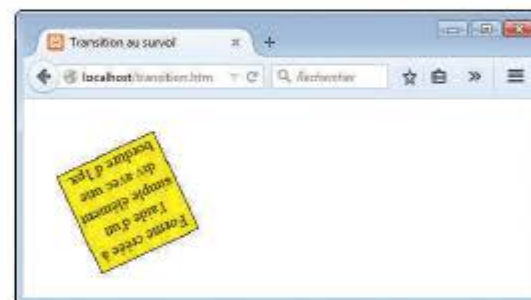 Transition au survol
localhost/transition.htm
Rechercher
Forme créée à
l'aide d'un
simple élément
div avec une
bordure d'1px.